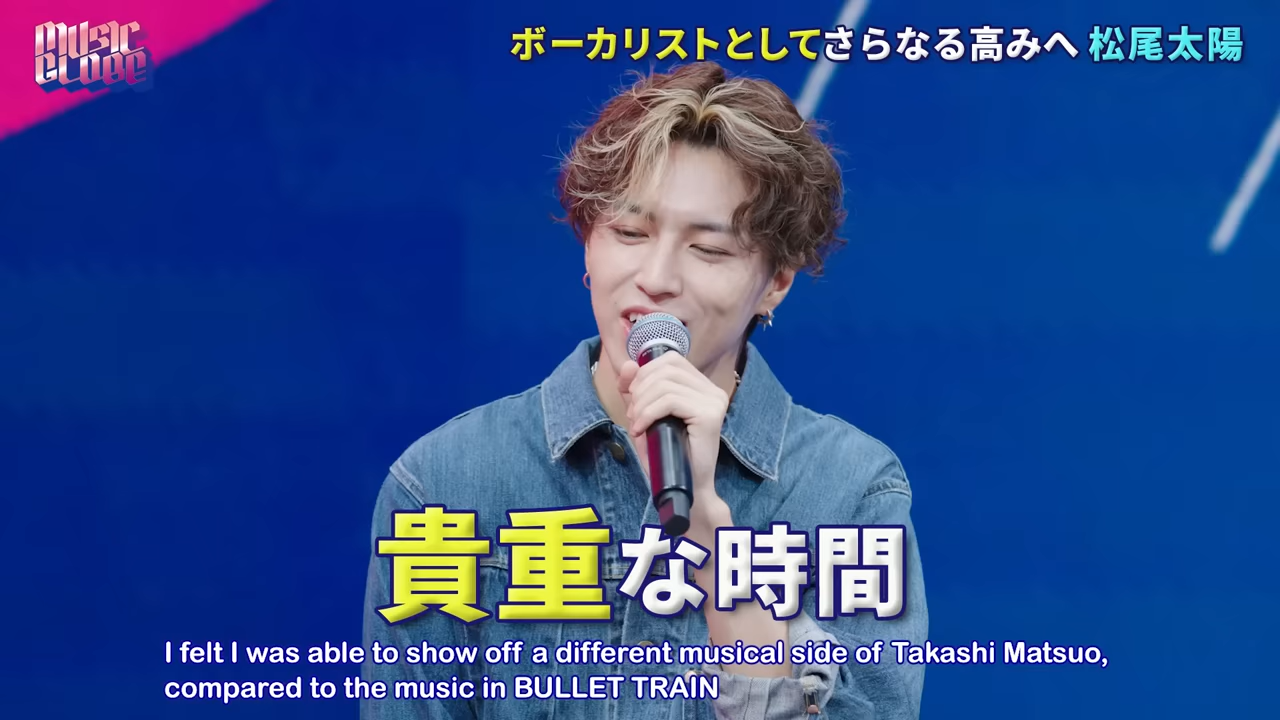 MUSIC
GLOBE
ボーカリストとしてさらなる高みへ 松尾太陽
貴重な時間
I felt I was able to show off a different musical side of Takashi Matsuo,
compared to the music in BULLET TRAIN